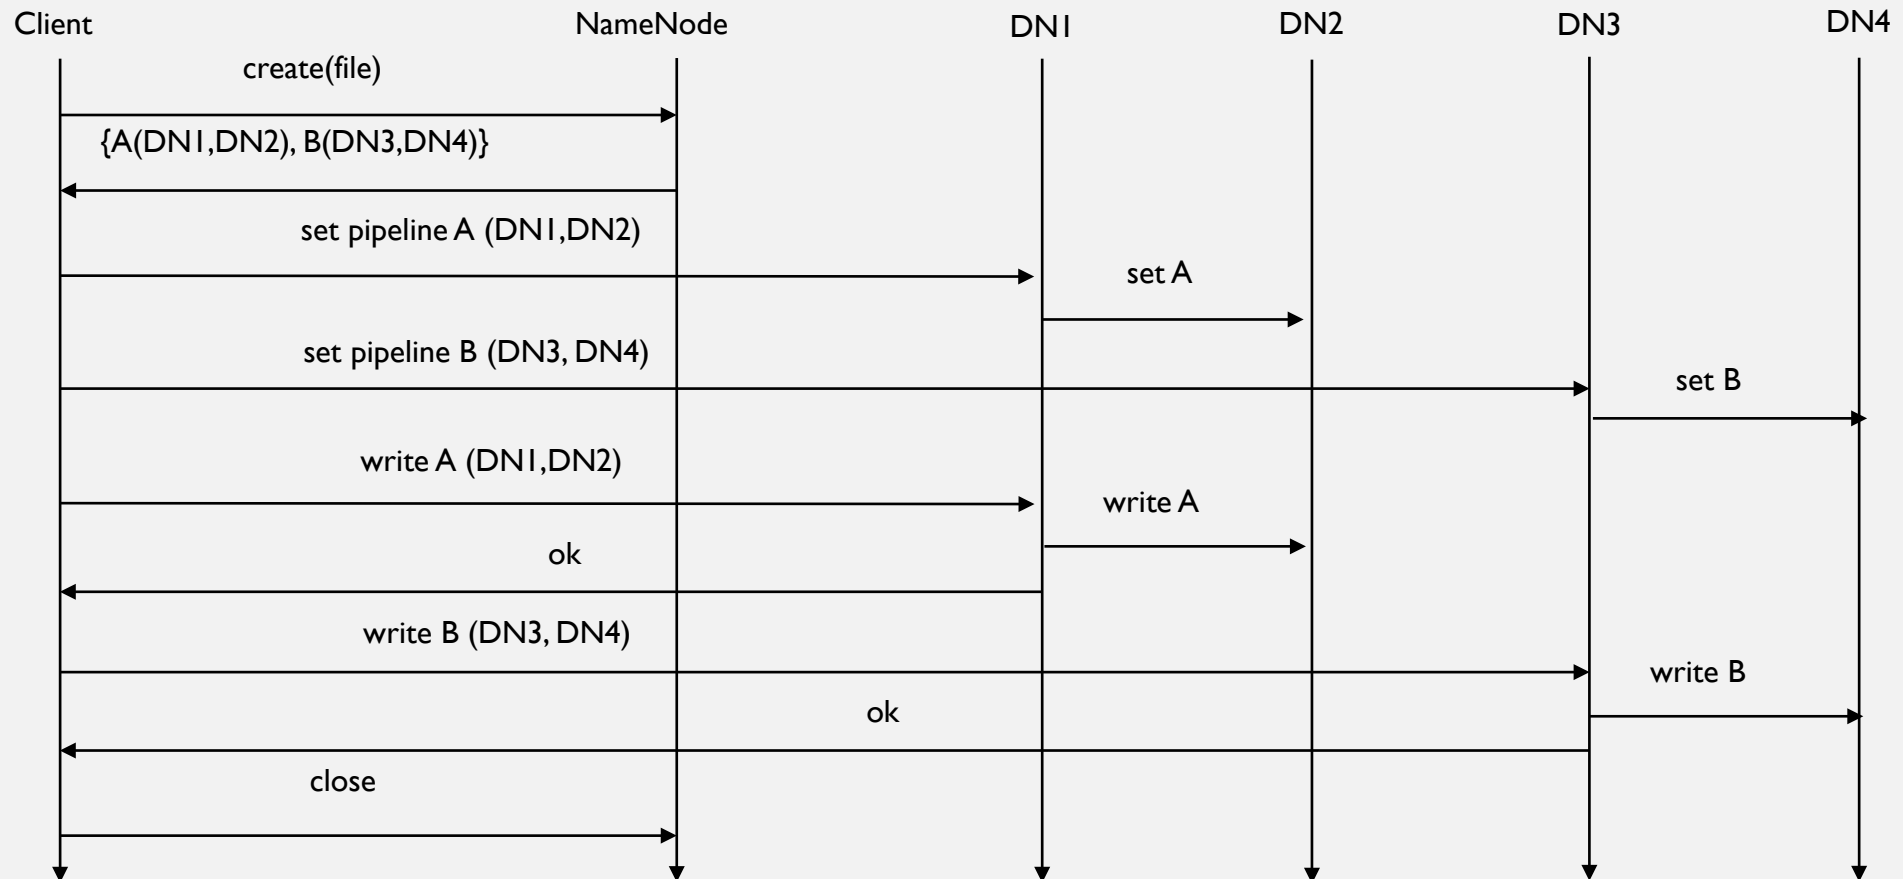 Client
NameNode
DN1
DN2
DN3
DN4
create(file)
{A(DN1,DN2), B(DN3,DN4)}
set pipeline A (DN1,DN2)
set A
set pipeline B (DN3, DN4)
set B
write A (DN1,DN2)
write A
ok
write B (DN3, DN4)
write B
ok
close